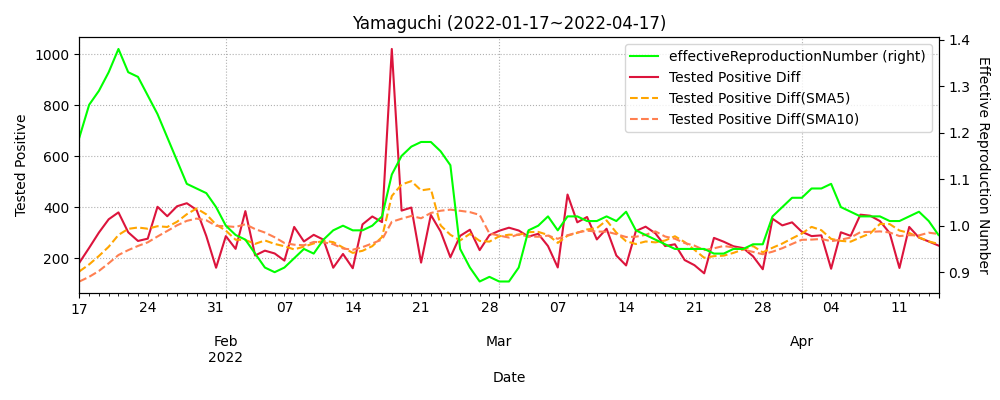 Yamaguchi (2022-01-17~2022-04-17)
effectiveReproductionNumber (right)
Tested Positive Diff
Tested Positive Diff(SMA5)
Tested Positive Diff(SMA10)
Tested Positive
1000
800
600
400
200
Effective Reproduction Number
1.4
1.3
1.2
1.1
1.0
0.9
17 24 31 07 14 21 28 07 14 21 28 04 11
Feb Mar Apr
2022
Date